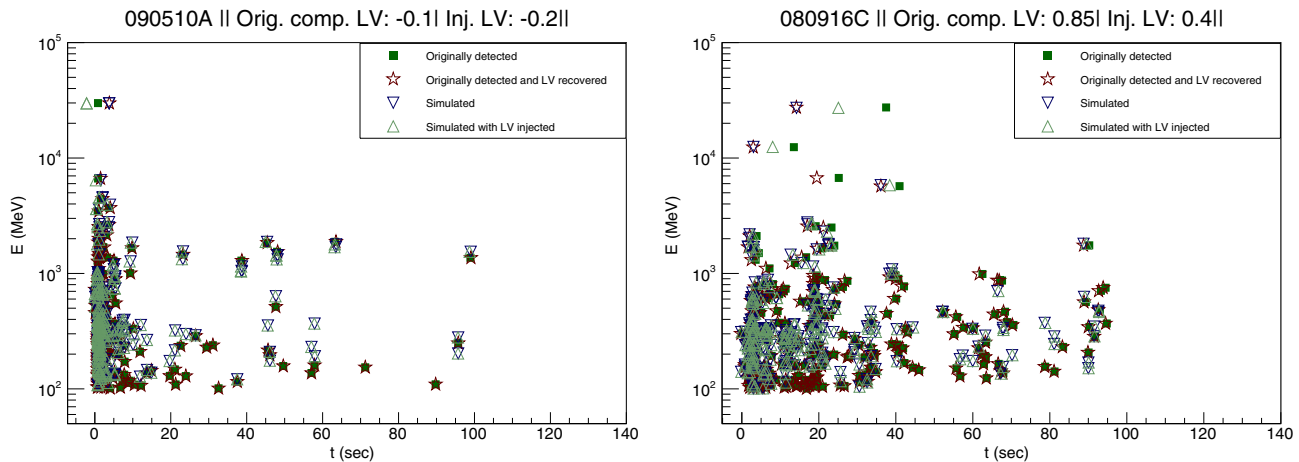 090510A || Orig. comp. LV: -0.1| Inj. LV: -0.2||
10^5
10^4
10^3
10^2
E (MeV)
Originally detected
Originally detected and LV recovered
Simulated
Simulated with LV injected
0 20 40 60 80 100 120 140
t (sec)
080916C || Orig. comp. LV: 0.85| Inj. LV: 0.4||
10^5
10^4
10^3
10^2
E (MeV)
Originally detected
Originally detected and LV recovered
Simulated
Simulated with LV injected
0 20 40 60 80 100 120 140
t (sec)